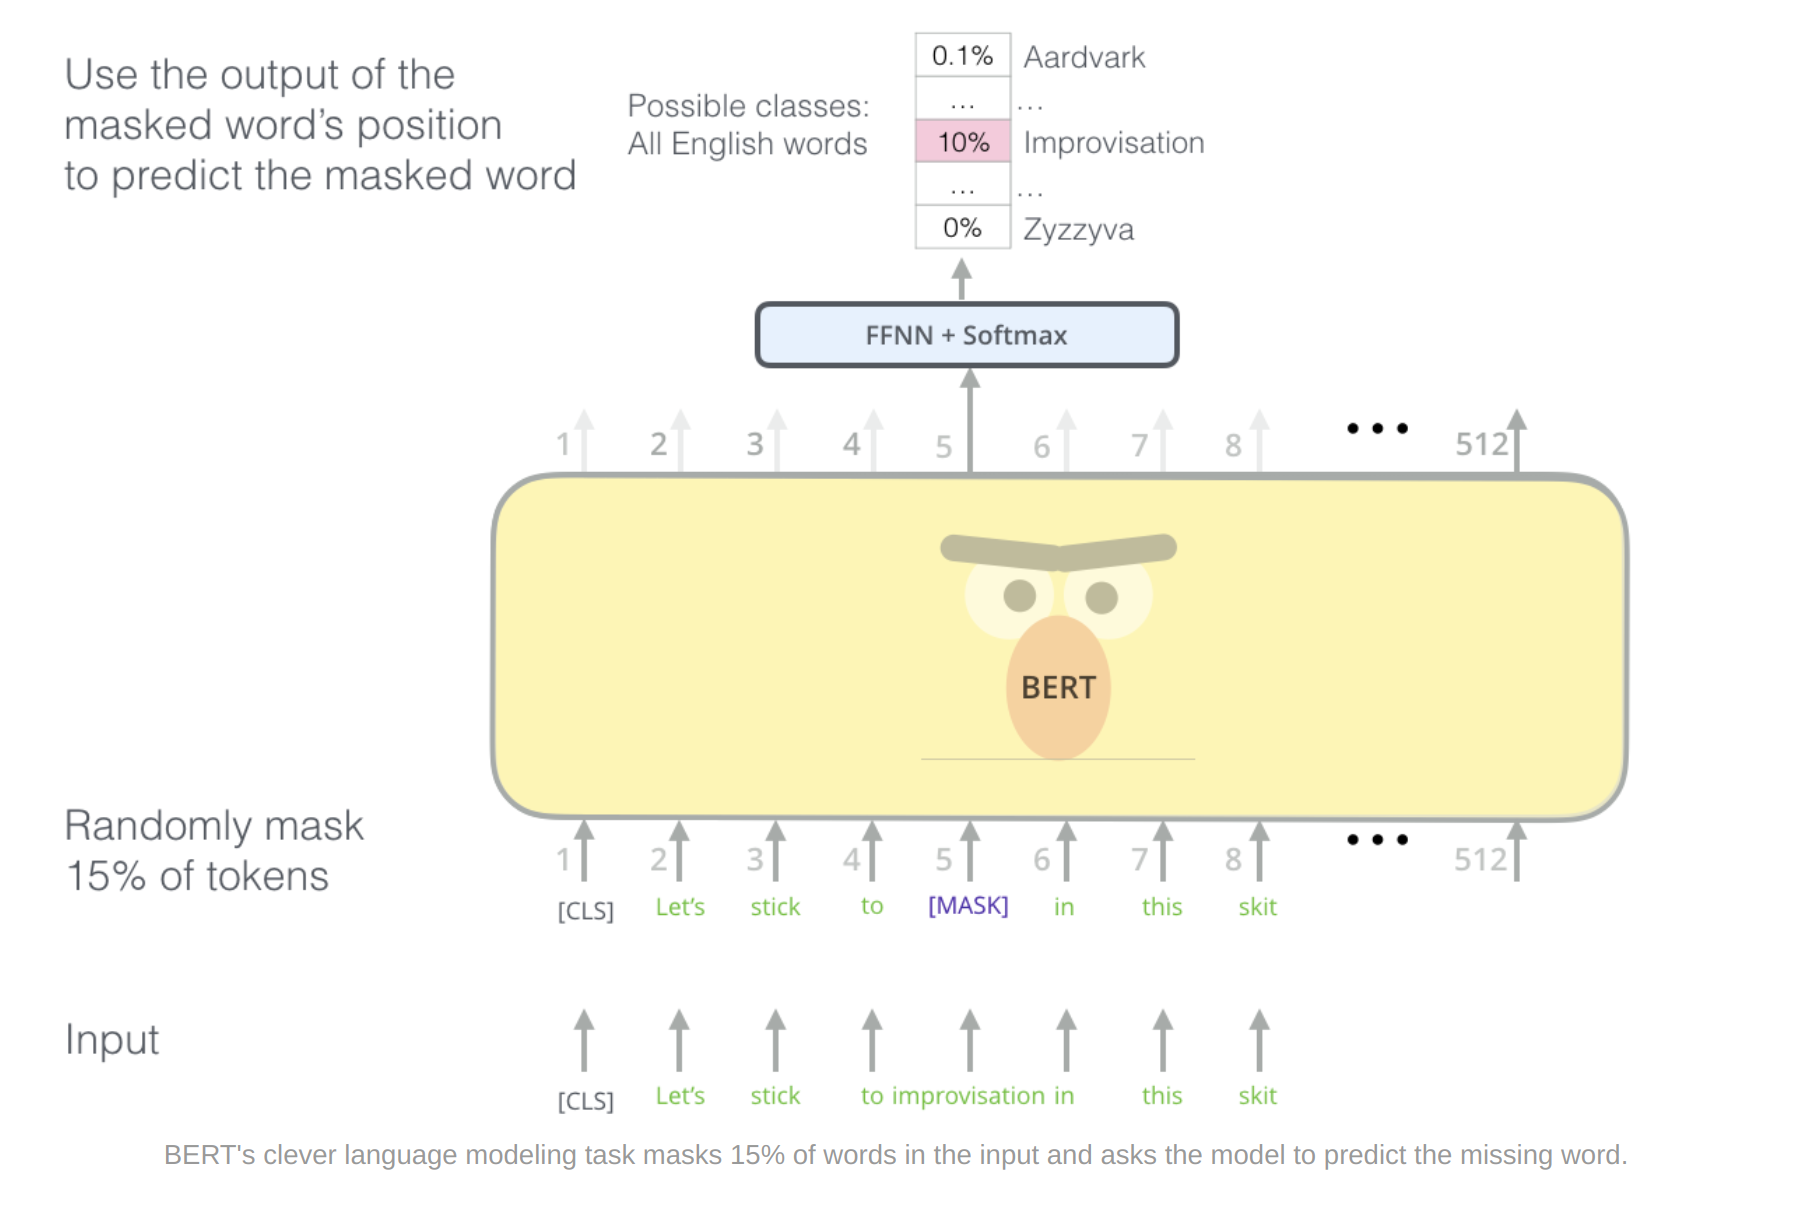 Use the output of the
masked word’s position
to predict the masked word
Possible classes:
All English words
0.1% Aardvark
... ...
10% Improvisation
... ...
0% Zyzzyva
FFNN + Softmax
1 2 3 4 5 6 7 8 ••• 512
BERT
Randomly mask
15% of tokens
1 2 3 4 5 6 7 8 ••• 512
[CLS] Let’s stick to [MASK] in this skit
Input
[CLS] Let’s stick to improvisation in this skit
BERT's clever language modeling task masks 15% of words in the input and asks the model to predict the missing word.